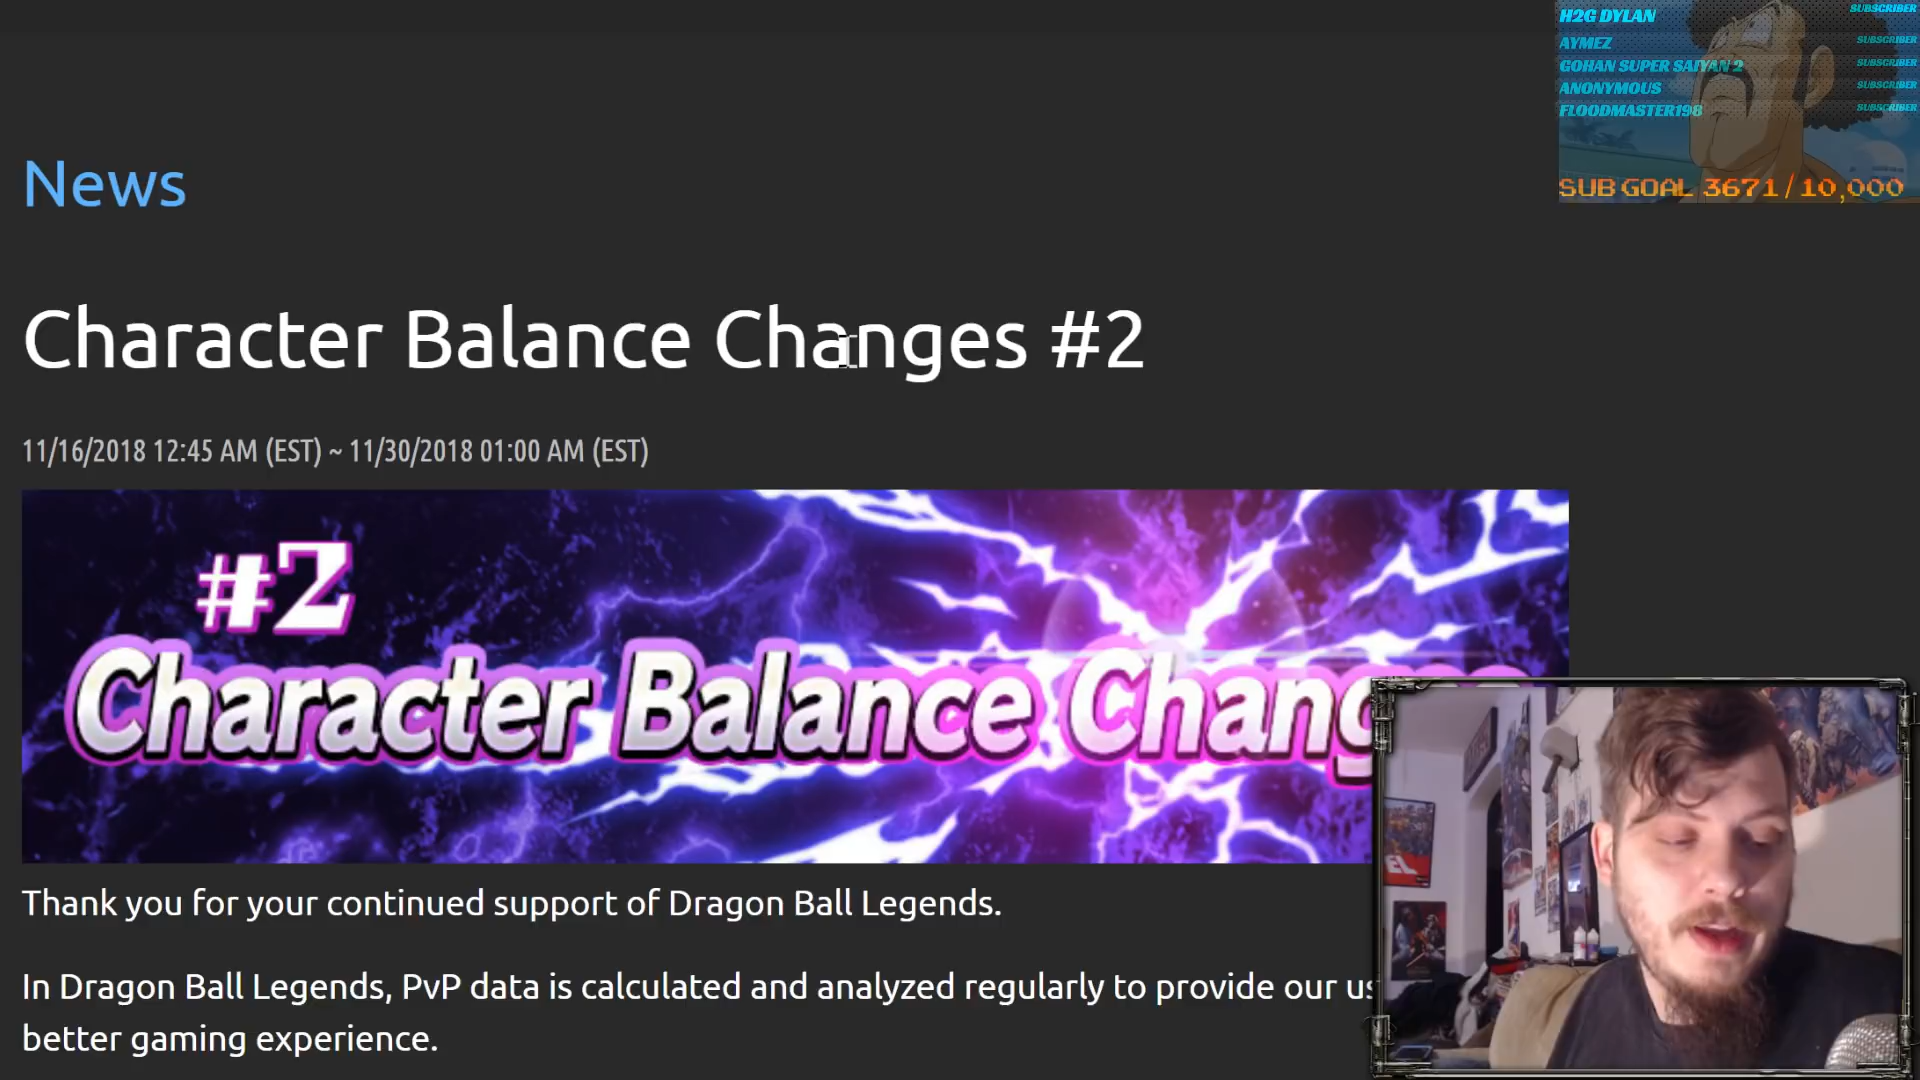 H2G DYLAN SUBSCRIBER
AYMEZ SUBSCRIBER
GOHAN SUPER SAIYAN 2 SUBSCRIBER
ANONYMOUS SUBSCRIBER
FLOODMASTER198 SUBSCRIBER
SUB GOAL 3671/10,000
News
Character Balance Changes #2
11/16/2018 12:45 AM (EST) ~ 11/30/2018 01:00 AM (EST)
#2
Character Balance Chang
Thank you for your continued support of Dragon Ball Legends.
In Dragon Ball Legends, PvP data is calculated and analyzed regularly to provide our us
better gaming experience.